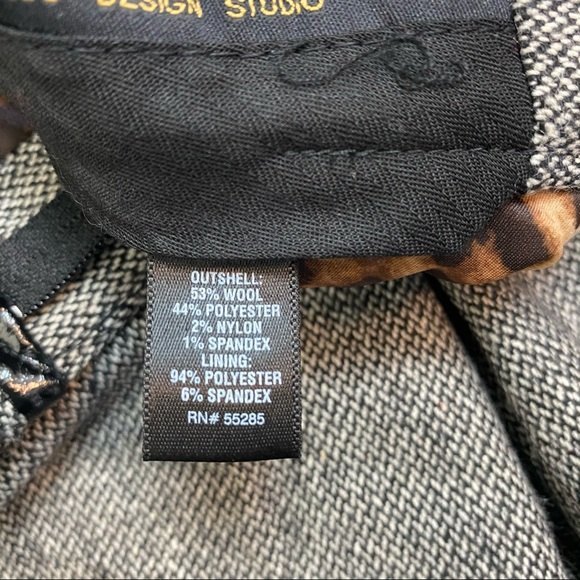 DESIGN STUDIO
OUTSHELL:
53% WOOL
44% POLYESTER
2% NYLON
1% SPANDEX
LINING:
94% POLYESTER
6% SPANDEX
RN# 55285